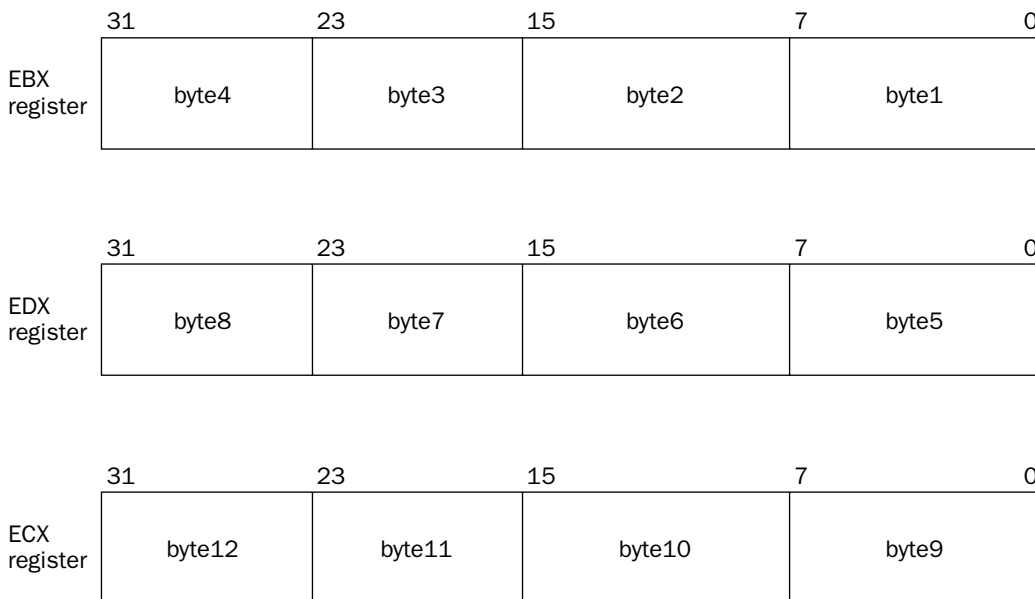 31 23 15 7 0
EBX
register
byte4 byte3 byte2 byte1
31 23 15 7 0
EDX
register
byte8 byte7 byte6 byte5
31 23 15 7 0
ECX
register
byte12 byte11 byte10 byte9